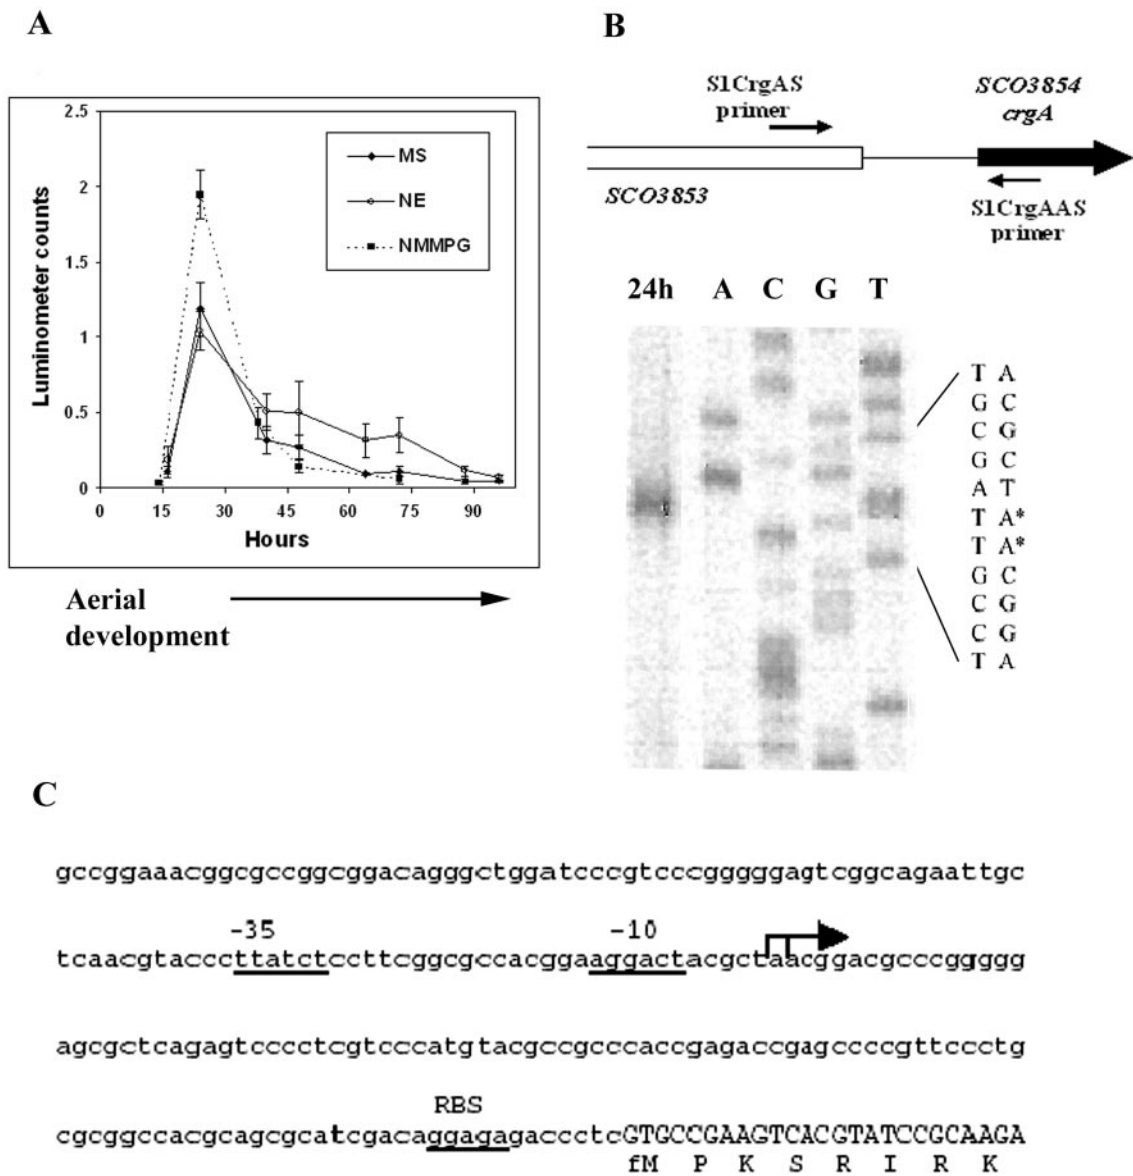 A
B
2.5
2
1.5
1
0.5
0
Luminometer counts
MS
NE
NMMPG
0 15 30 45 60 75 90
Hours
Aerial
development
S1CrgAS
primer
SCO3854
crgA
SCO3853
S1CrgAAS
primer
24h A C G T
T A
G C
C G
G C
A T
T A*
T A*
G C
C G
C G
T A
C
gccggaaacggcgccggcggacagggctggatcccgtcccgggggagtcggcagaattgc
-35 -10
tcaacgtacccttatctccttcggcgccacggaaggactacgctaacggacgcccggggg
agcgctcagagtcccctcgtcccatgtacgccgcccaccgagaccgagccccgttccctg
RBS
cgcggccacgcagcgcatcgacaggagagaccctcGTGCCGAAGTCACGTATCCGCAAGA
fM P K S R I R K